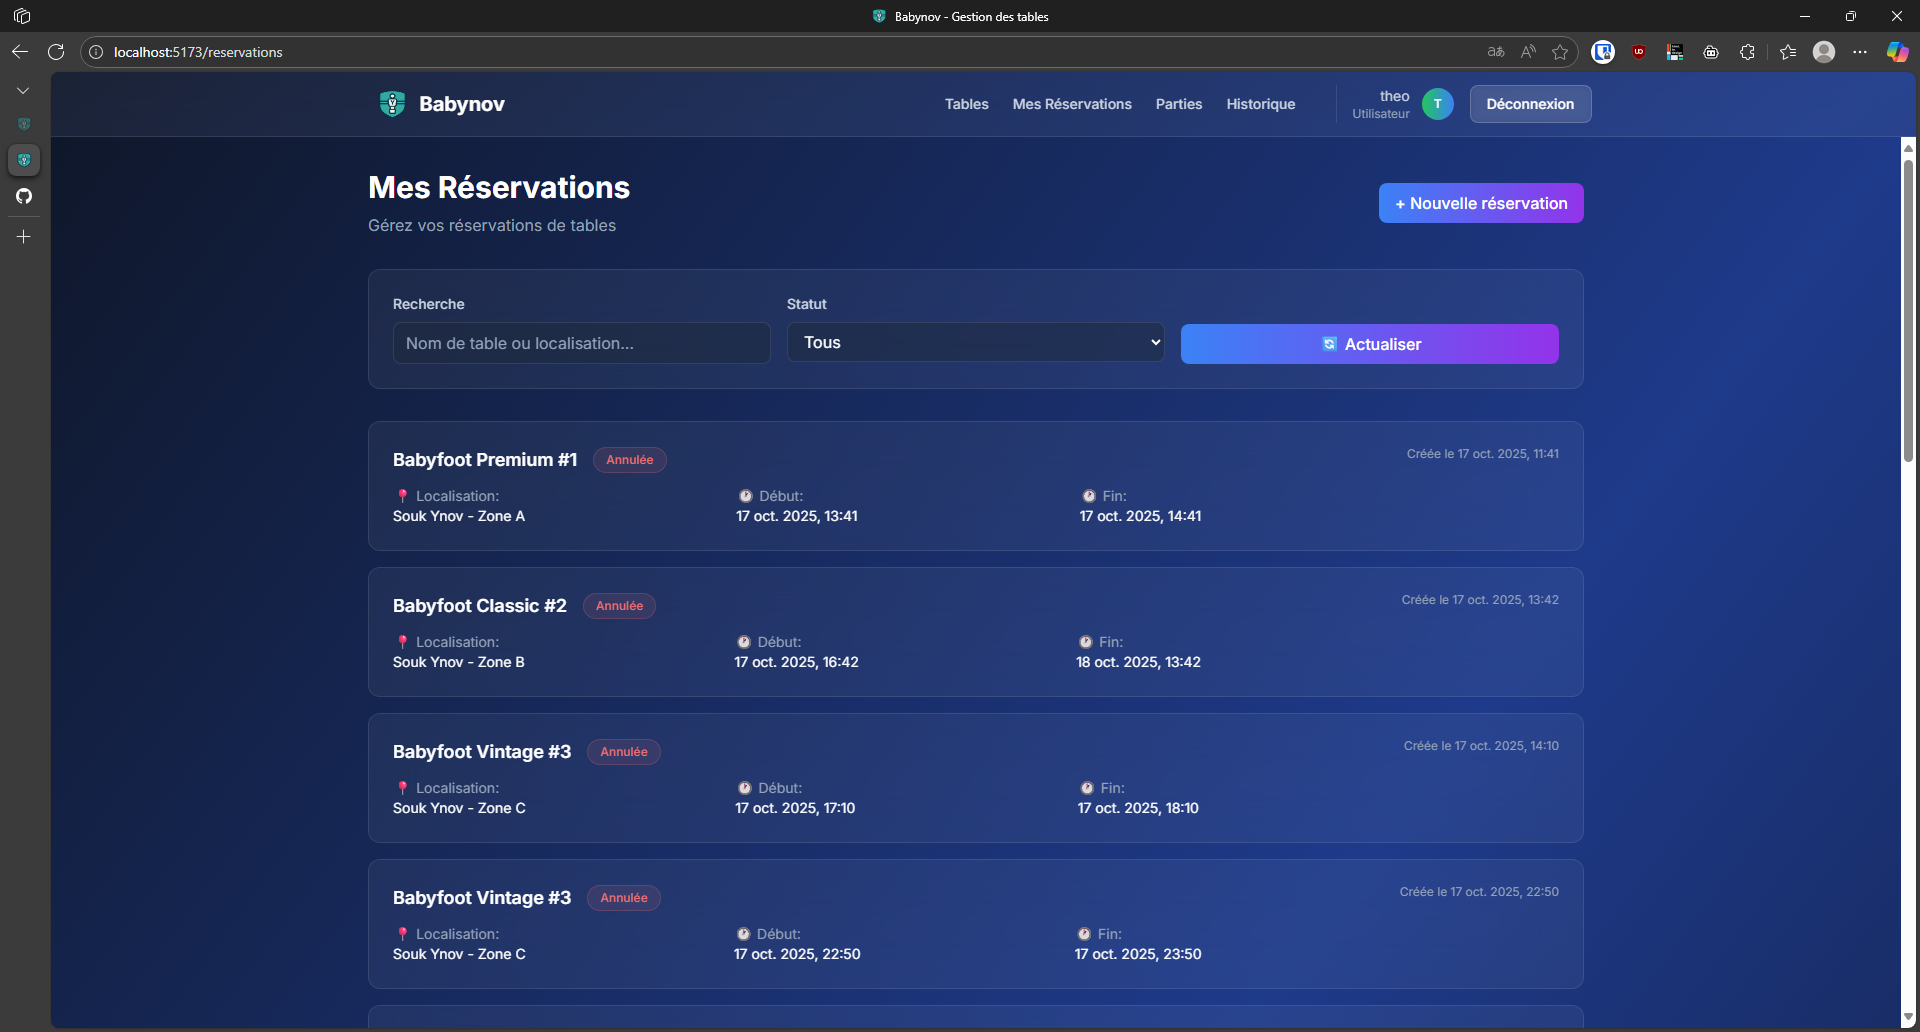 Babynov - Gestion des tables
localhost:5173/reservations
Babynov
Tables
Mes Réservations
Parties
Historique
theo
Utilisateur
T
Déconnexion
Mes Réservations
Gérez vos réservations de tables
+ Nouvelle réservation
Recherche
Statut
Nom de table ou localisation...
Tous
Actualiser
Babyfoot Premium #1
Annulée
Créée le 17 oct. 2025, 11:41
Localisation:
Début:
Fin:
Souk Ynov - Zone A
17 oct. 2025, 13:41
17 oct. 2025, 14:41
Babyfoot Classic #2
Annulée
Créée le 17 oct. 2025, 13:42
Localisation:
Début:
Fin:
Souk Ynov - Zone B
17 oct. 2025, 16:42
18 oct. 2025, 13:42
Babyfoot Vintage #3
Annulée
Créée le 17 oct. 2025, 14:10
Localisation:
Début:
Fin:
Souk Ynov - Zone C
17 oct. 2025, 17:10
17 oct. 2025, 18:10
Babyfoot Vintage #3
Annulée
Créée le 17 oct. 2025, 22:50
Localisation:
Début:
Fin:
Souk Ynov - Zone C
17 oct. 2025, 22:50
17 oct. 2025, 23:50